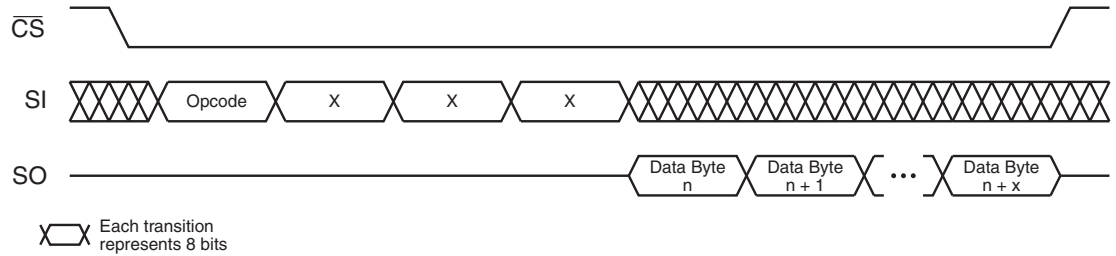 CS
SI
Opcode
X
X
X
SO
Data Byte
n
Data Byte
n + 1
•••
Data Byte
n + x
Each transition
represents 8 bits